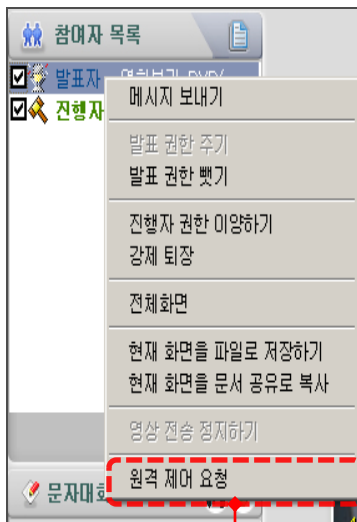 참여자 목록
발표자
진행자
메시지 보내기
발표 권한 주기
발표 권한 뺏기
진행자 권한 이양하기
강제 퇴장
전체화면
현재 화면을 파일로 저장하기
현재 화면을 문서 공유로 복사
영상 전송 정지하기
원격 제어 요청
문자대화